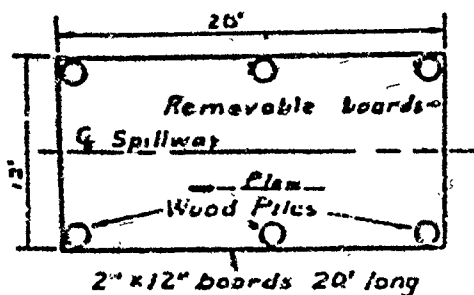 20'
Removable boards
℄ Spillway
12'
Plan
Wood Piles
2" x 12" boards 20' long